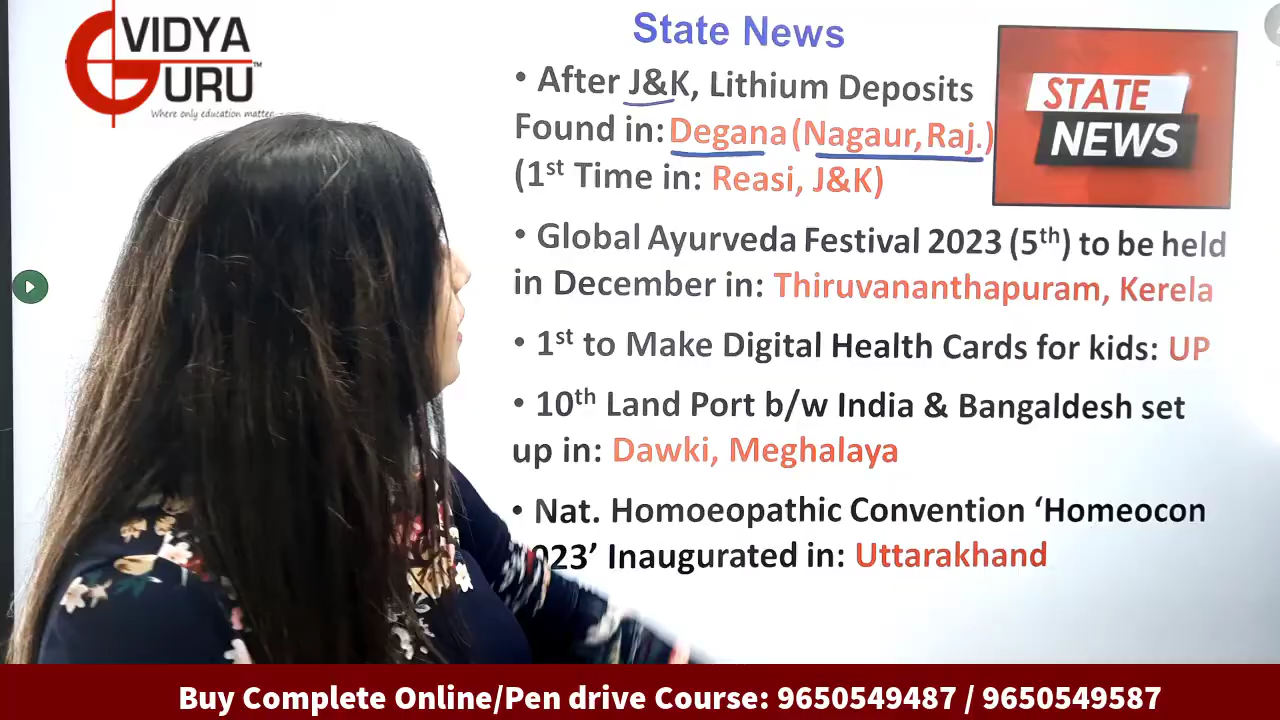 VIDYA
GURU™
Where only education matter
State News
• After J&K, Lithium Deposits
Found in: Degana (Nagaur, Raj.)
(1st Time in: Reasi, J&K)
• Global Ayurveda Festival 2023 (5th) to be held
in December in: Thiruvananthapuram, Kerela
• 1st to Make Digital Health Cards for kids: UP
• 10th Land Port b/w India & Bangaldesh set
up in: Dawki, Meghalaya
• Nat. Homoeopathic Convention ‘Homeocon
023’ Inaugurated in: Uttarakhand
STATE
NEWS
Buy Complete Online/Pen drive Course: 9650549487 / 9650549587